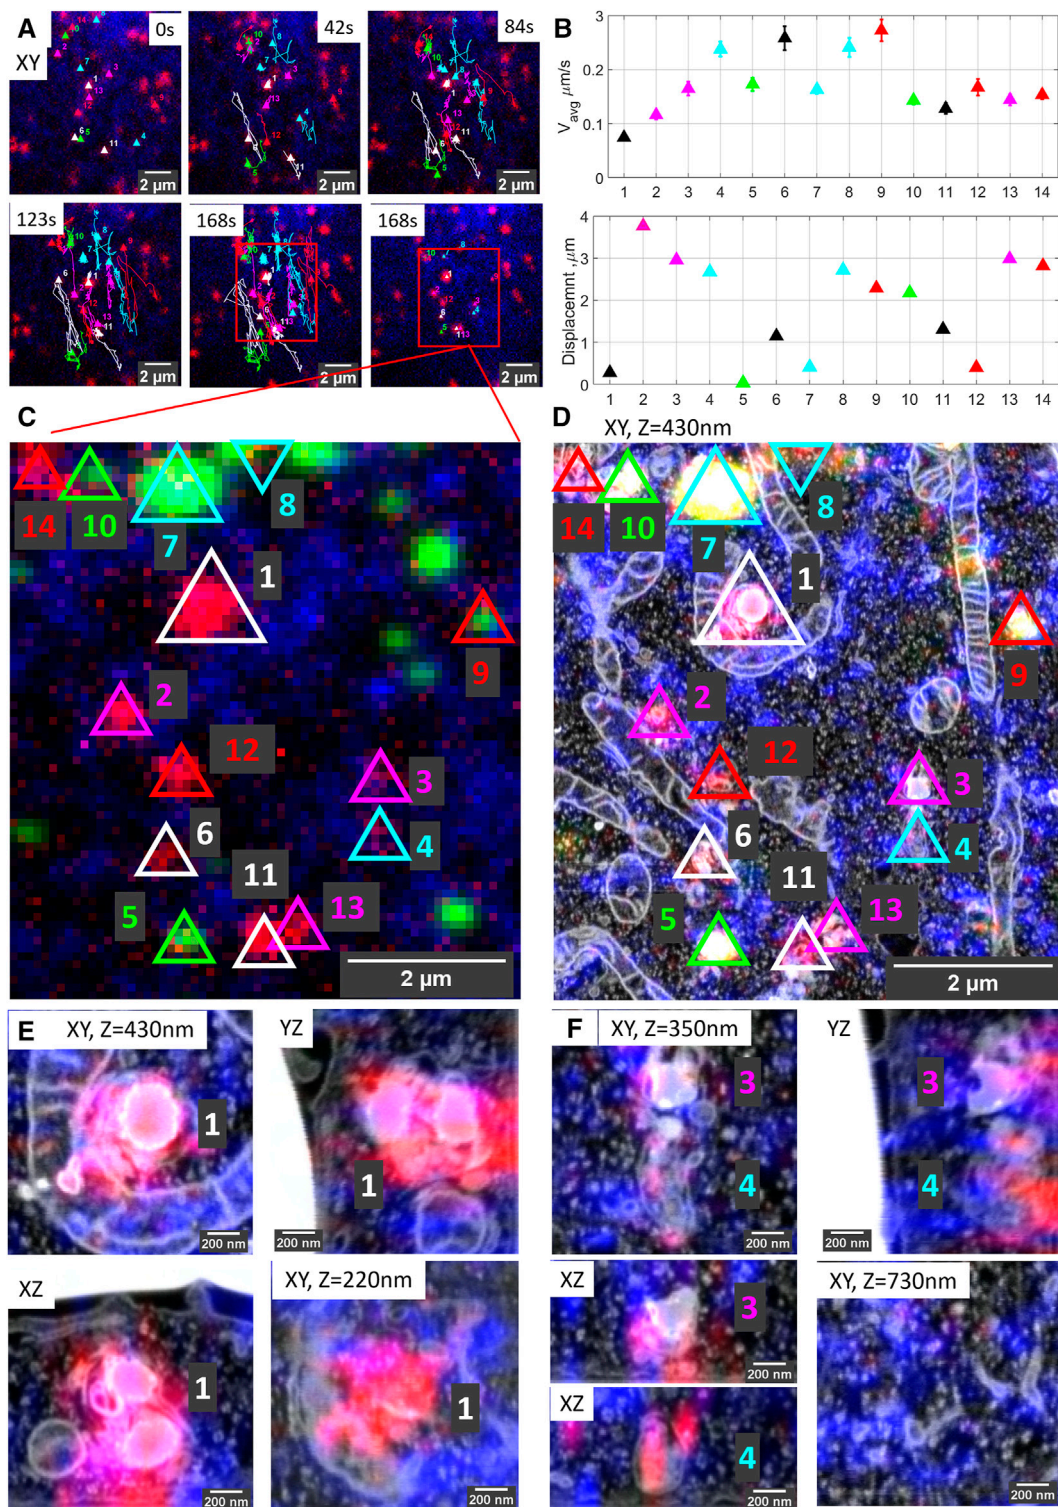 A
XY
0s
42s
84s
2 µm
2 µm
2 µm
123s
168s
168s
2 µm
2 µm
2 µm
B
V avg µm/s
3
0.2
0.1
0
1 2 3 4 5 6 7 8 9 10 11 12 13 14
Displacemnt ,µm
4
3
2
1
0
1 2 3 4 5 6 7 8 9 10 11 12 13 14
C
14
10
7
8
1
9
2
12
3
6
4
11
5
13
2 µm
D
XY, Z=430nm
14
10
7
8
1
9
2
12
3
6
4
11
5
13
2 µm
E
XY, Z=430nm
1
200 nm
YZ
1
200 nm
XZ
1
200 nm
XY, Z=220nm
1
200 nm
F
XY, Z=350nm
3
4
200 nm
YZ
3
4
200 nm
XZ
3
200 nm
XZ
4
200 nm
XY, Z=730nm
200 nm